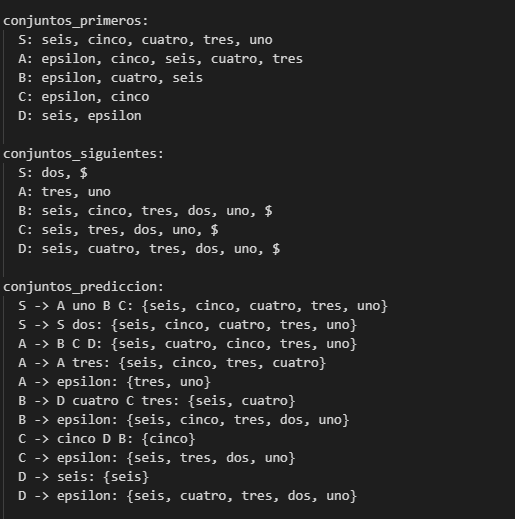 conjuntos_primeros:
S: seis, cinco, cuatro, tres, uno
A: epsilon, cinco, seis, cuatro, tres
B: epsilon, cuatro, seis
C: epsilon, cinco
D: seis, epsilon
conjuntos_siguientes:
S: dos, $
A: tres, uno
B: seis, cinco, tres, dos, uno, $
C: seis, tres, dos, uno, $
D: seis, cuatro, tres, dos, uno, $
conjuntos_prediccion:
S -> A uno B C: {seis, cinco, cuatro, tres, uno}
S -> S dos: {seis, cinco, cuatro, tres, uno}
A -> B C D: {seis, cuatro, cinco, tres, uno}
A -> A tres: {seis, cinco, tres, cuatro}
A -> epsilon: {tres, uno}
B -> D cuatro C tres: {seis, cuatro}
B -> epsilon: {seis, cinco, tres, dos, uno}
C -> cinco D B: {cinco}
C -> epsilon: {seis, tres, dos, uno}
D -> seis: {seis}
D -> epsilon: {seis, cuatro, tres, dos, uno}